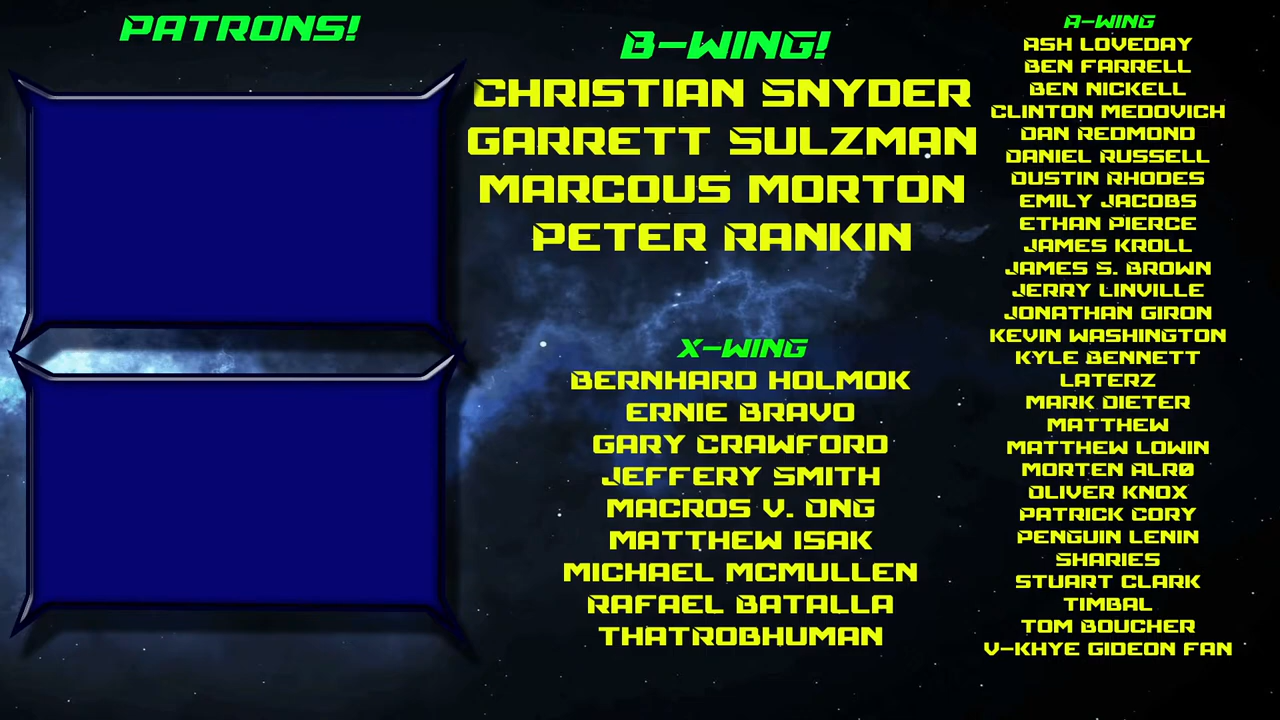 PATRONS!
B-WING!
CHRISTIAN SNYDER
GARRETT SULZMAN
MARCOUS MORTON
PETER RANKIN
X-WING
BERNHARD HOLMOK
ERNIE BRAVO
GARY CRAWFORD
JEFFERY SMITH
MACROS V. ONG
MATTHEW ISAK
MICHAEL MCMULLEN
RAFAEL BATALLA
THATROBHUMAN
A-WING
ASH LOVEDAY
BEN FARRELL
BEN NICKELL
CLINTON MEDOVICH
DAN REDMOND
DANIEL RUSSELL
DUSTIN RHODES
EMILY JACOBS
ETHAN PIERCE
JAMES KROLL
JAMES S. BROWN
JERRY LINVILLE
JONATHAN GIRON
KEVIN WASHINGTON
KYLE BENNETT
LATERZ
MARK DIETER
MATTHEW
MATTHEW LOWIN
MORTEN ALRØ
OLIVER KNOX
PATRICK CORY
PENGUIN LENIN
SHARIES
STUART CLARK
TIMBAL
TOM BOUCHER
V-KHYE GIDEON FAN